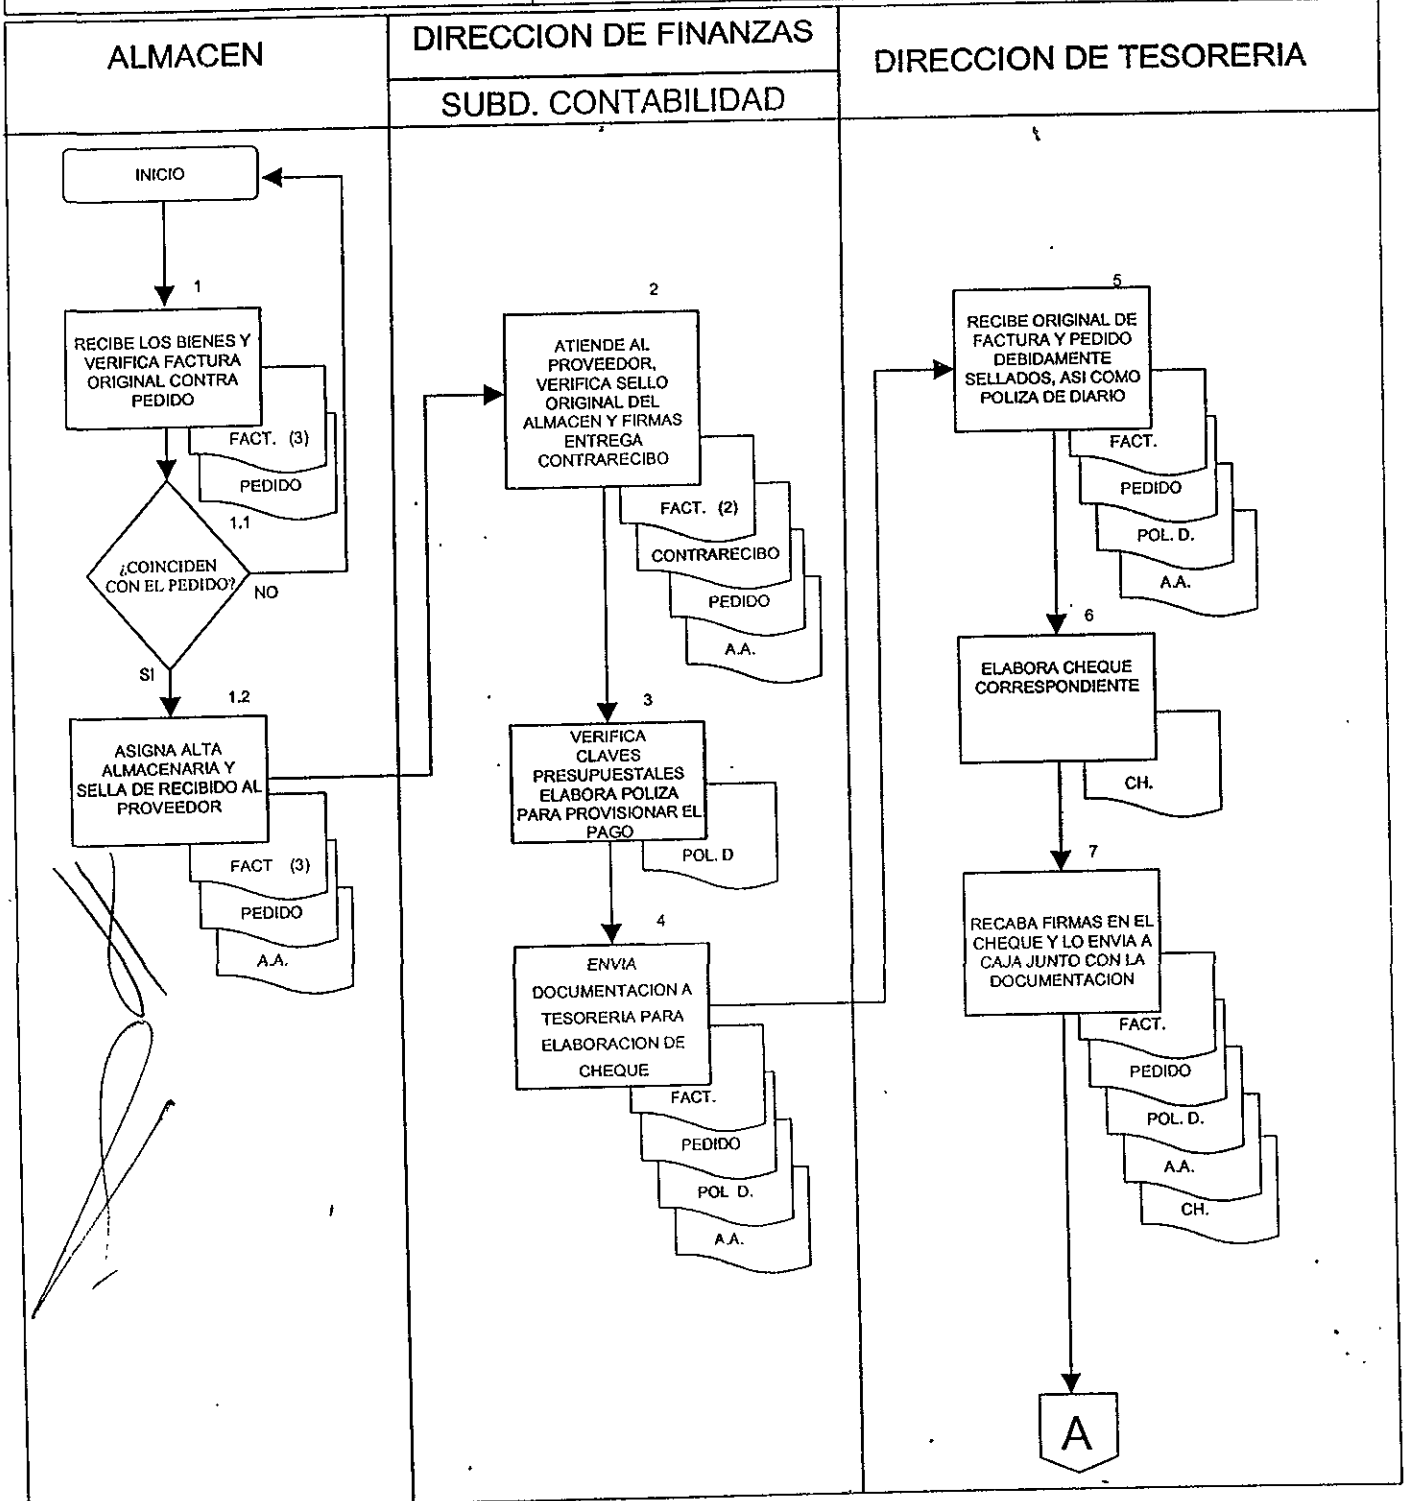 ALMACEN
DIRECCION DE FINANZAS
SUBD. CONTABILIDAD
DIRECCION DE TESORERIA
INICIO
1
RECIBE LOS BIENES Y
VERIFICA FACTURA
ORIGINAL CONTRA
PEDIDO
FACT. (3)
PEDIDO
1.1
¿COINCIDEN
CON EL PEDIDO?
NO
SI
1.2
ASIGNA ALTA
ALMACENARIA Y
SELLA DE RECIBIDO AL
PROVEEDOR
FACT (3)
PEDIDO
A.A.
2
ATIENDE AL
PROVEEDOR,
VERIFICA SELLO
ORIGINAL DEL
ALMACEN Y FIRMAS
ENTREGA
CONTRARECIBO
FACT. (2)
CONTRARECIBO
PEDIDO
A.A.
3
VERIFICA
CLAVES
PRESUPUESTALES
ELABORA POLIZA
PARA PROVISIONAR EL
PAGO
POL. D
4
ENVIA
DOCUMENTACION A
TESORERIA PARA
ELABORACION DE
CHEQUE
FACT.
PEDIDO
POL D.
A.A.
5
RECIBE ORIGINAL DE
FACTURA Y PEDIDO
DEBIDAMENTE
SELLADOS, ASI COMO
POLIZA DE DIARIO
FACT.
PEDIDO
POL. D.
A.A.
6
ELABORA CHEQUE
CORRESPONDIENTE
CH.
7
RECABA FIRMAS EN EL
CHEQUE Y LO ENVIA A
CAJA JUNTO CON LA
DOCUMENTACION
FACT.
PEDIDO
POL. D.
A.A.
CH.
A